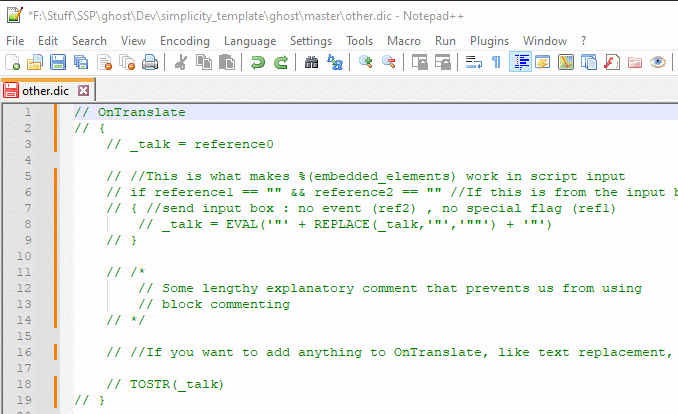 *F:\Stuff\SSP\ghost\Dev\simplicity_template\ghost\master\other.dic - Notepad++
File Edit Search View Encoding Language Settings Tools Macro Run Plugins Window ?
other.dic
1 // OnTranslate
2 // {
3 // _talk = reference0
4
5 // //This is what makes %(embedded_elements) work in script input
6 // if reference1 == "" && reference2 == "" //If this is from the input b
7 // { //send input box : no event (ref2) , no special flag (ref1)
8 // _talk = EVAL('"' + REPLACE(_talk,'"','""') + '"')
9 // }
10
11 // /*
12 // Some lengthy explanatory comment that prevents us from using
13 // block commenting
14 // */
15
16 // //If you want to add anything to OnTranslate, like text replacement,
17
18 // TOSTR(_talk)
19 // }